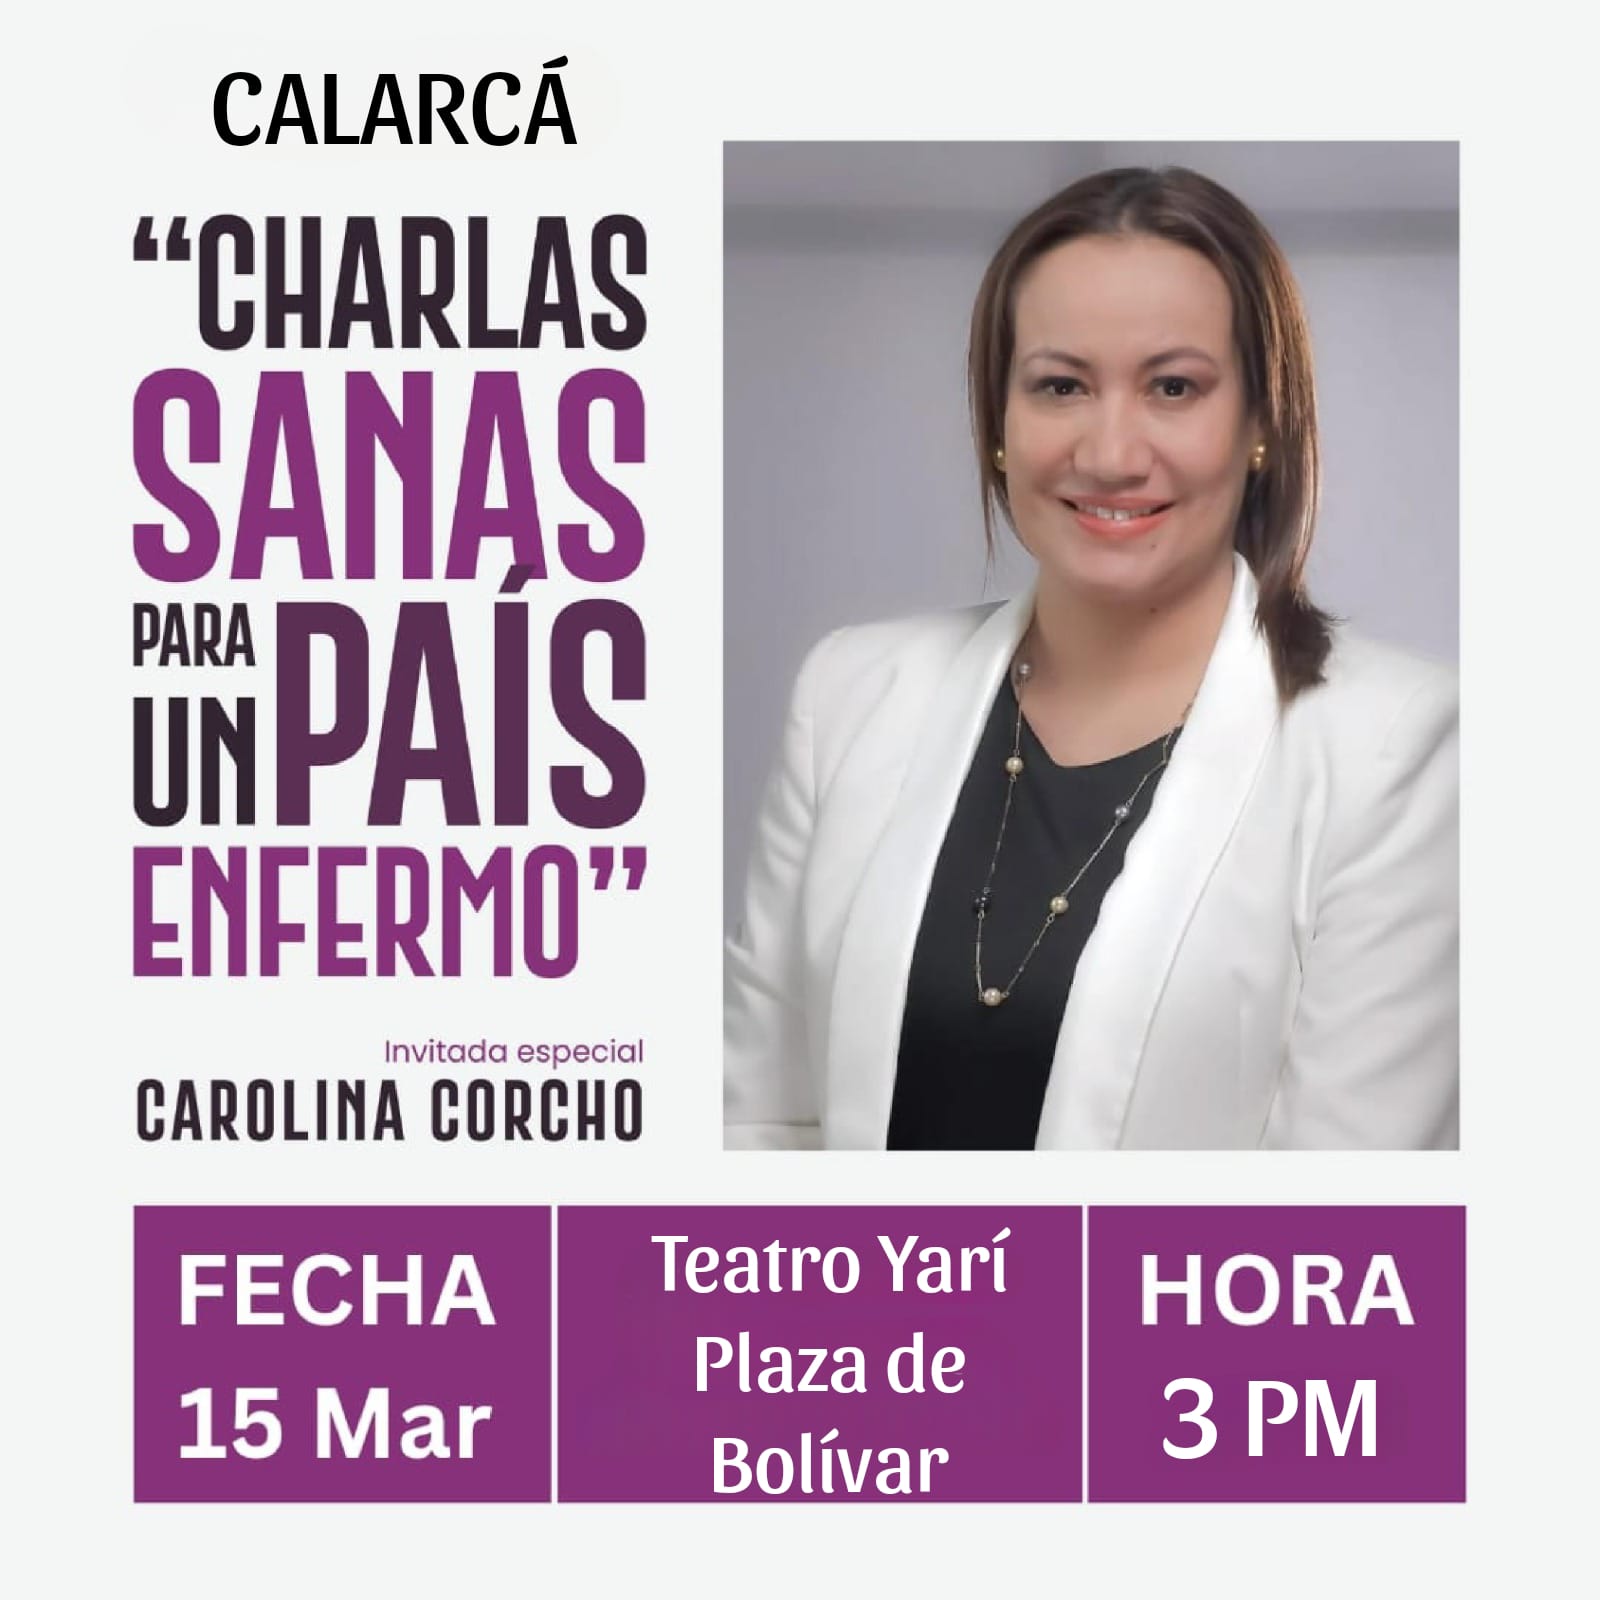 CALARCÁ
“CHARLAS
SANAS
PARA
UN PAÍS
ENFERMO”
Invitada especial
CAROLINA CORCHO
FECHA
15 Mar
Teatro Yarí
Plaza de
Bolívar
HORA
3 PM